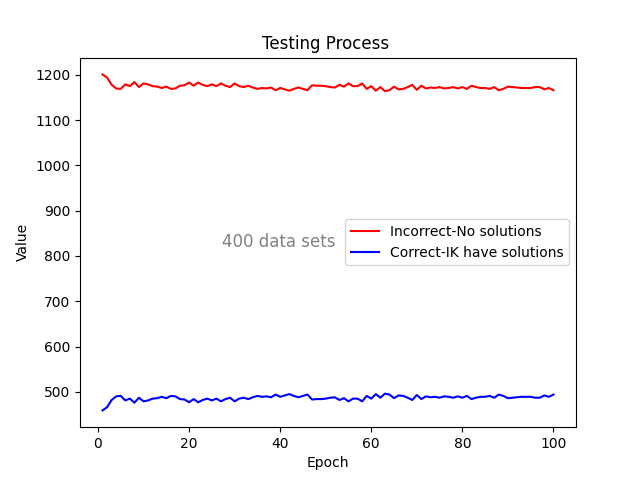 Testing Process
1200
1100
1000
900
800
700
600
500
Value
400 data sets
Incorrect-No solutions
Correct-IK have solutions
0 20 40 60 80 100
Epoch